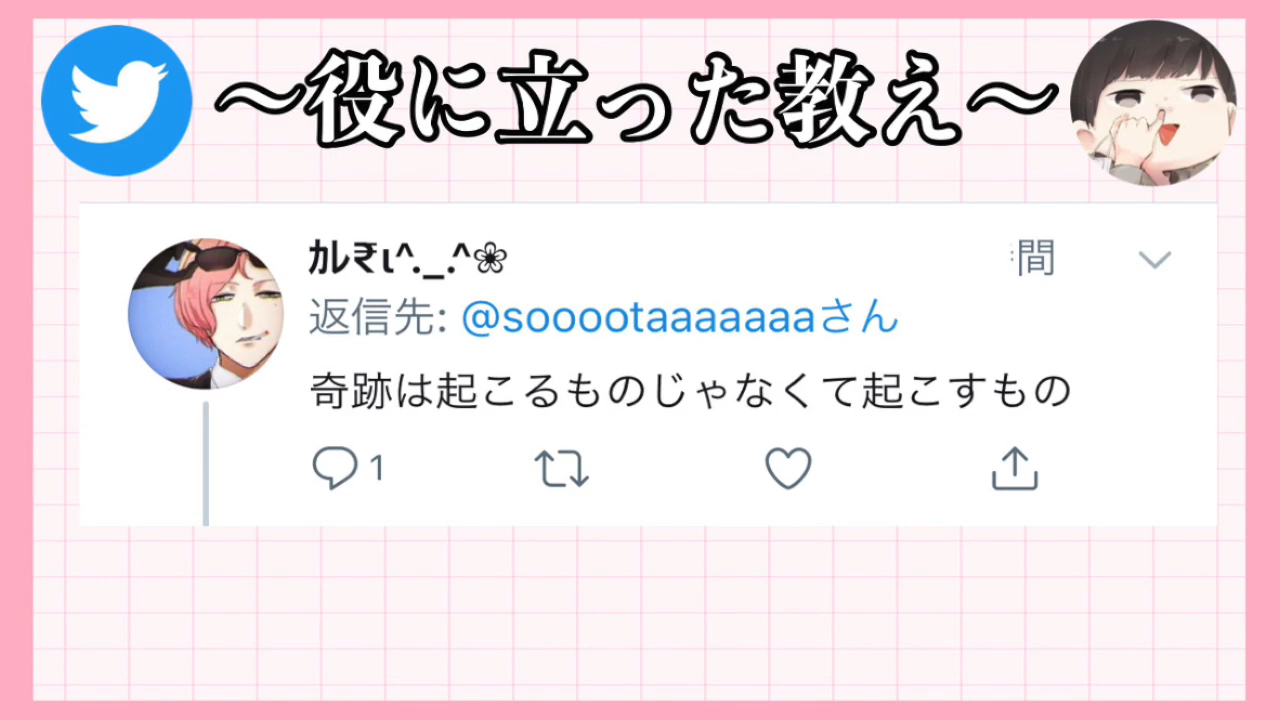 ～役に立った教え～
ｶﾙ₹ɩ^._.^❀
間
返信先: @sooootaaaaaaaさん
奇跡は起こるものじゃなくて起こすもの
1